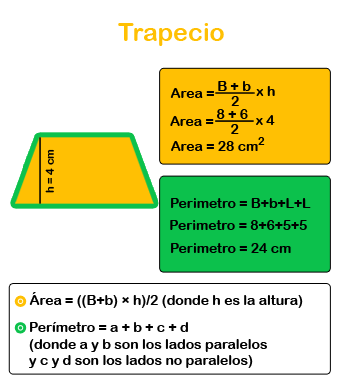 Trapecio
Area = B + b / 2 x h
Area = 8 + 6 / 2 x 4
Area = 28 cm²
h = 4 cm
Perimetro = B+b+L+L
Perimetro = 8+6+5+5
Perimetro = 24 cm
Área = ((B+b) × h)/2 (donde h es la altura)
Perímetro = a + b + c + d
(donde a y b son los lados paralelos
y c y d son los lados no paralelos)